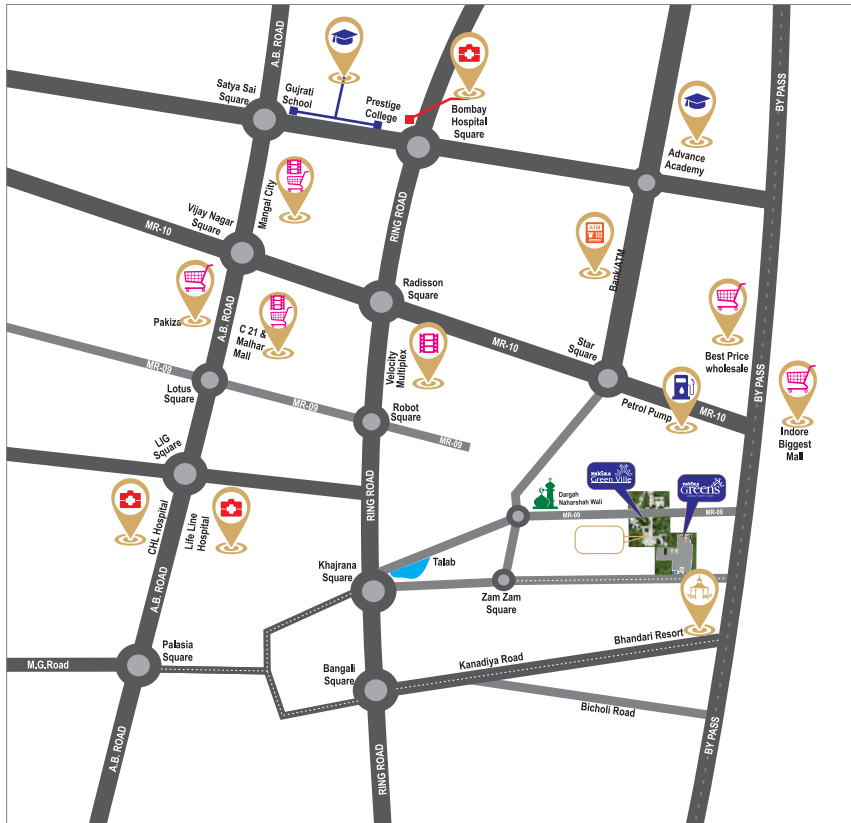 A.B. ROAD
BY PASS
Satya Sai
Square
Gujrati
School
Prestige
College
Bombay
Hospital
Square
Advance
Academy
Mangal City
Vijay Nagar
Square
MR-10
RING ROAD
ATM
Bank/ATM
Radisson
Square
Pakiza
A.B. ROAD
C 21 &
Malhar
Mall
Velocity
Multiplex
MR-10
Star
Square
Best Price
wholesale
BY PASS
MR-09
Lotus
Square
MR-09
Robot
Square
MR-09
Petrol Pump
MR-10
Indore
Biggest
Mall
LIG
Square
RING ROAD
CHL Hospital
Life Line
Hospital
Dargah
Naharshah Wali
PAKIZA
Green Ville
PAKIZA
Greens
MR-09
MR-09
Khajrana
Square
Talab
Zam Zam
Square
A.B. ROAD
Palasia
Square
M.G.Road
Bangali
Square
Kanadiya Road
Bhandari Resort
Bicholi Road
A.B. ROAD
RING ROAD
BY PASS